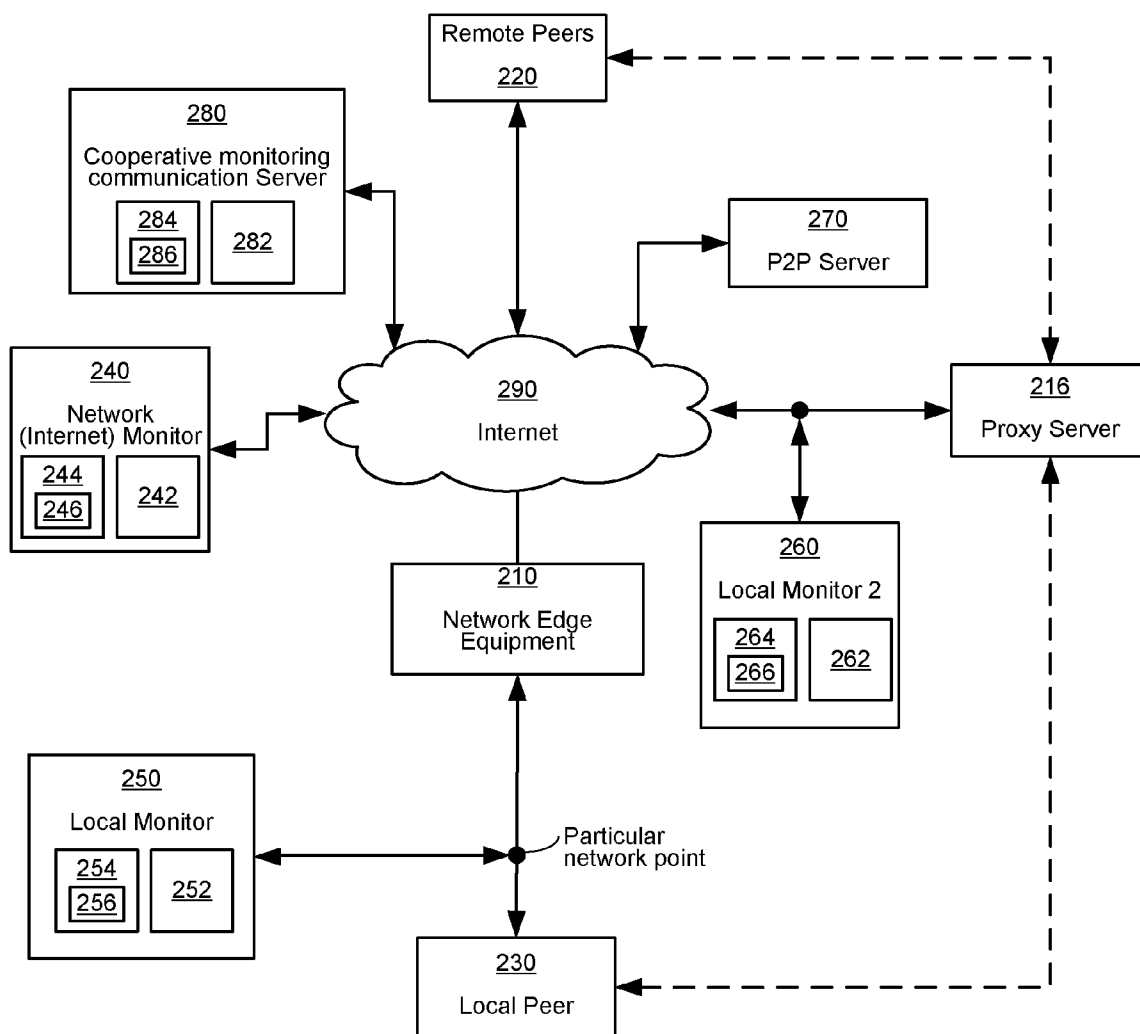 Remote Peers
220
280
Cooperative monitoring
communication Server
284
286
282
270
P2P Server
240
Network
(Internet) Monitor
244
246
242
290
Internet
216
Proxy Server
210
Network Edge
Equipment
260
Local Monitor 2
264
266
262
250
Local Monitor
254
256
252
Particular
network point
230
Local Peer